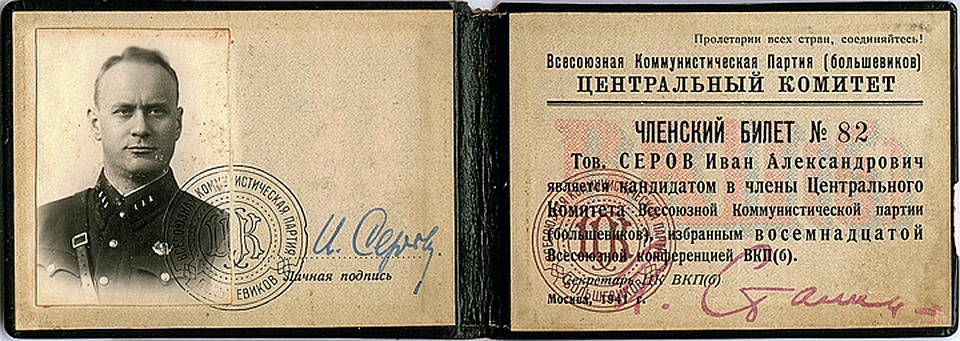 И. Серов.
Личная подпись
Пролетарии всех стран, соединяйтесь!
Всесоюзная Коммунистическая Партия (большевиков)
ЦЕНТРАЛЬНЫЙ КОМИТЕТ
ЧЛЕНСКИЙ БИЛЕТ № 82
Тов. СЕРОВ Иван Александрович
является кандидатом в члены Центрального
Комитета Всесоюзной Коммунистической партии
(большевиков), избранным восемнадцатой
Всесоюзной конференцией ВКП(б).
Секретарь ЦК ВКП(б)
Москва, 1941 г.
И. Сталин